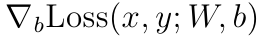 ∇_b Loss(x, y; W, b)